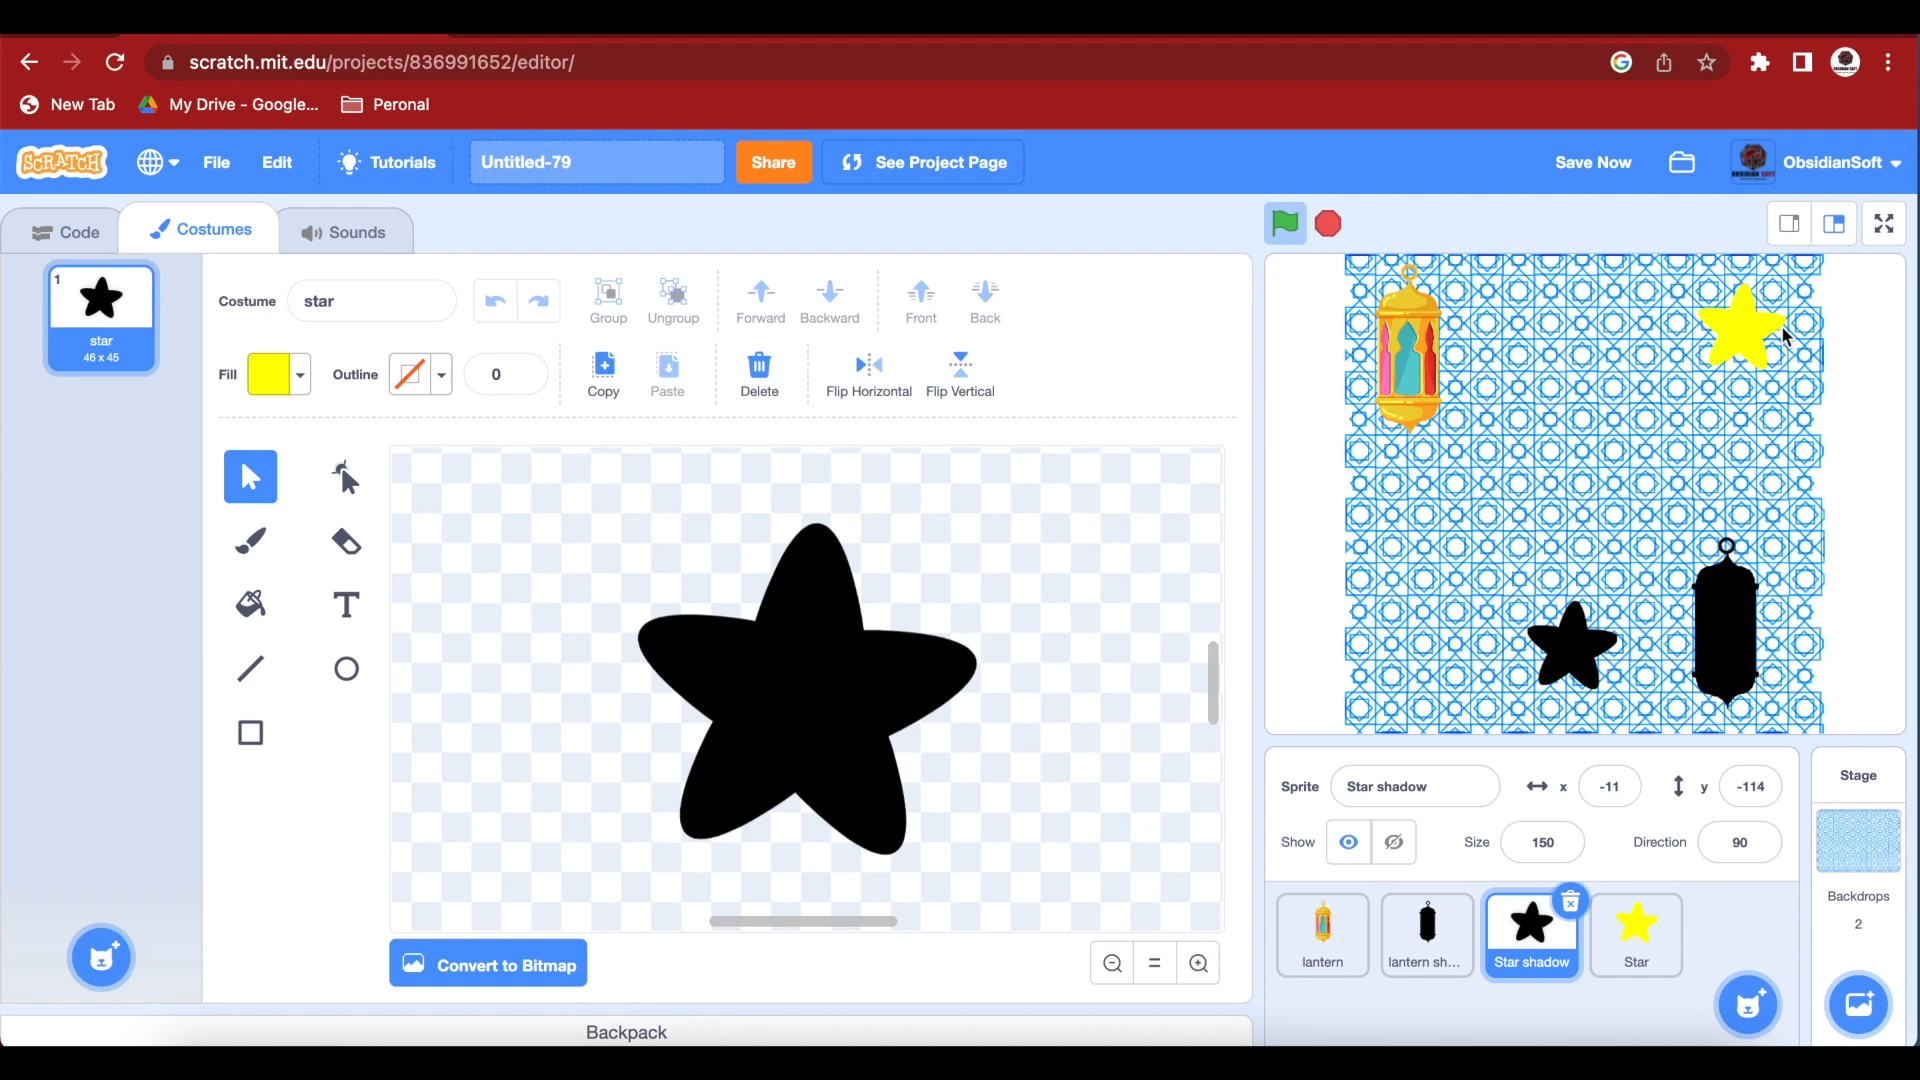 scratch.mit.edu/projects/836991652/editor/
New Tab My Drive - Google... Peronal
SCRATCH File Edit Tutorials Untitled-79 Share See Project Page Save Now ObsidianSoft
Code Costumes Sounds
1
star
46 x 45
Costume star Group Ungroup Forward Backward Front Back
Fill Outline 0 Copy Paste Delete Flip Horizontal Flip Vertical
T
Convert to Bitmap
Backpack
Sprite Star shadow x -11 y -114
Show Size 150 Direction 90
lantern lantern sh... Star shadow Star
Stage
Backdrops
2